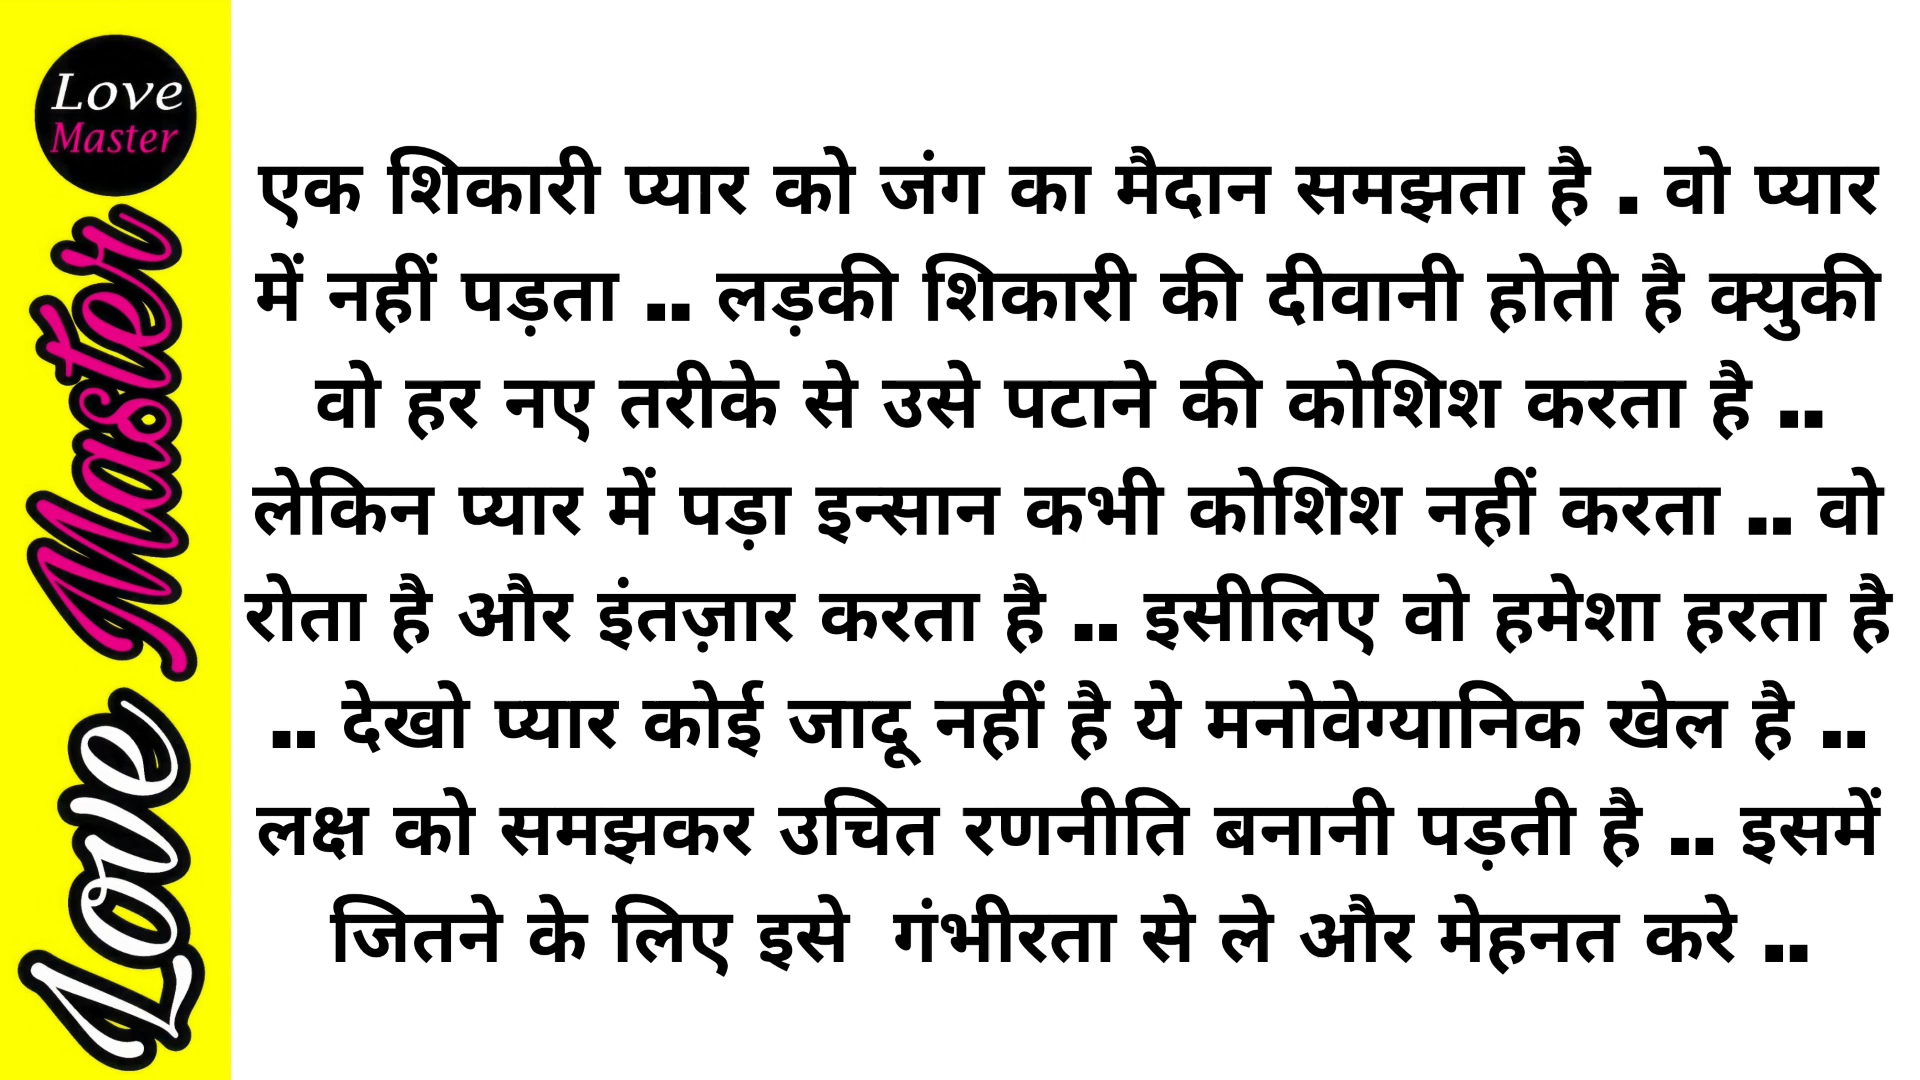 Love
Master
Love Master
एक शिकारी प्यार को जंग का मैदान समझता है . वो प्यार
में नहीं पड़ता .. लड़की शिकारी की दीवानी होती है क्युकी
वो हर नए तरीके से उसे पटाने की कोशिश करता है ..
लेकिन प्यार में पड़ा इन्सान कभी कोशिश नहीं करता .. वो
रोता है और इंतज़ार करता है .. इसीलिए वो हमेशा हरता है
.. देखो प्यार कोई जादू नहीं है ये मनोवेग्यानिक खेल है ..
लक्ष को समझकर उचित रणनीति बनानी पड़ती है .. इसमें
जितने के लिए इसे गंभीरता से ले और मेहनत करे ..